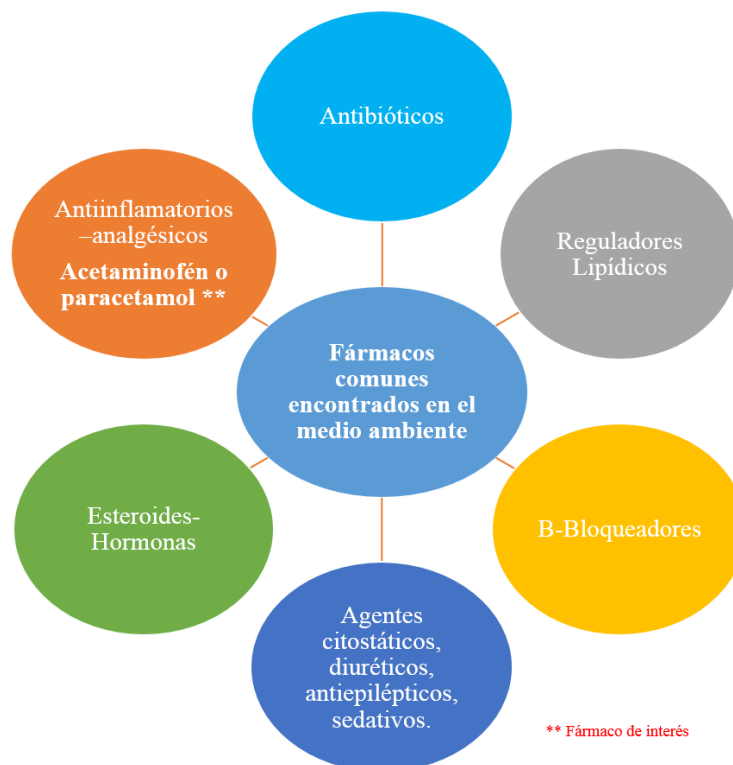 Antibióticos
Antiinflamatorios
–analgésicos
Acetaminofén o
paracetamol **
Reguladores
Lipídicos
Fármacos
comunes
encontrados en el
medio ambiente
Esteroides-
Hormonas
B-Bloqueadores
Agentes
citostáticos,
diuréticos,
antiepilépticos,
sedativos.
** Fármaco de interés